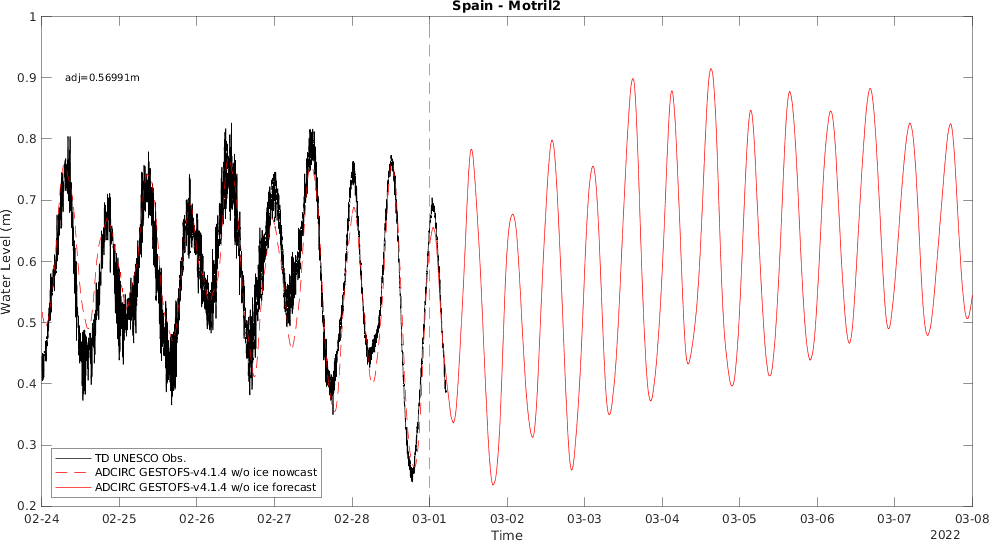 Spain - Motril2
1
0.9
0.8
0.7
0.6
0.5
0.4
0.3
0.2
Water Level (m)
adj=0.56991m
TD UNESCO Obs.
ADCIRC GESTOFS-v4.1.4 w/o ice nowcast
ADCIRC GESTOFS-v4.1.4 w/o ice forecast
02-24 02-25 02-26 02-27 02-28 03-01 03-02 03-03 03-04 03-05 03-06 03-07 03-08
Time
2022